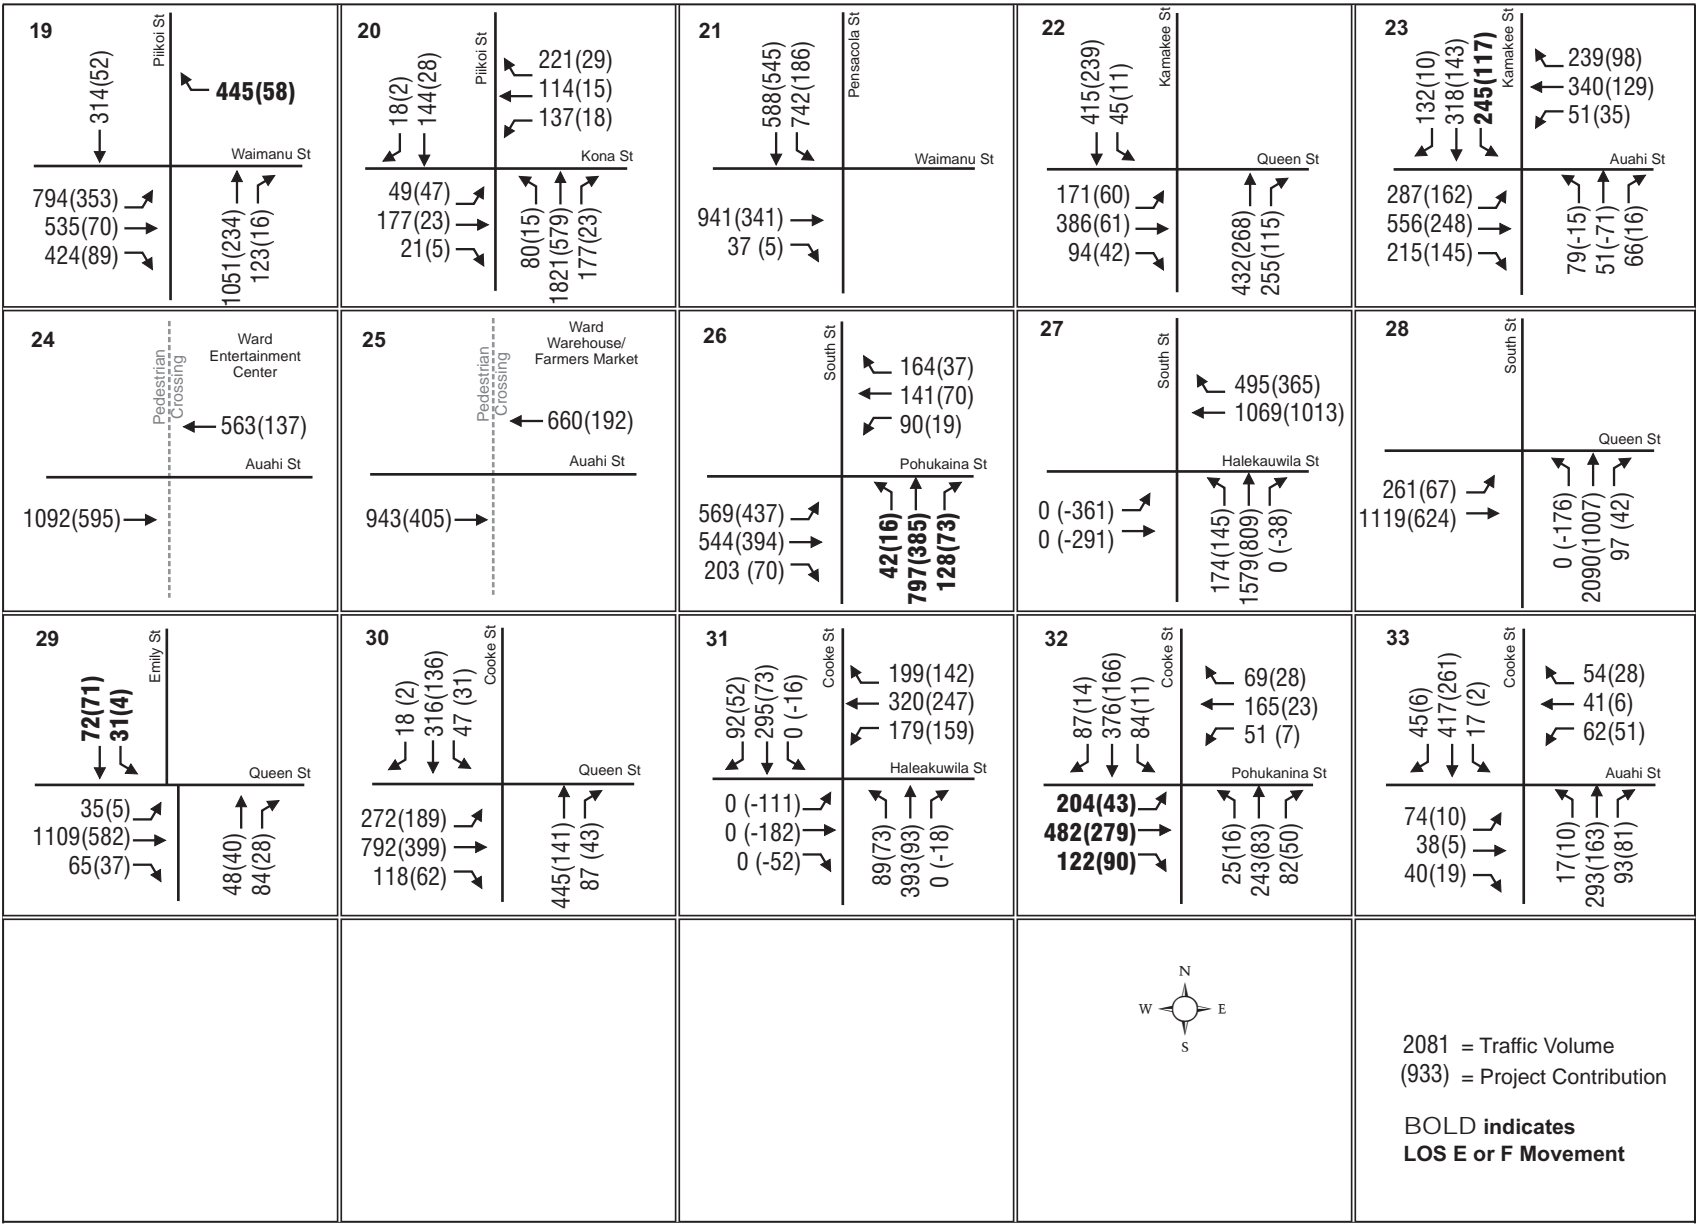 19
Piikoi St
314(52)
445(58)
Waimanu St
794(353)
535(70)
424(89)
1051(234)
123(16)
20
Piikoi St
18(2)
144(28)
221(29)
114(15)
137(18)
Kona St
49(47)
177(23)
21(5)
80(15)
1821(579)
177(23)
21
Pensacola St
588(545)
742(186)
Waimanu St
941(341)
37 (5)
22
Kamakee St
415(239)
45(11)
Queen St
171(60)
386(61)
94(42)
432(268)
255(115)
23
Kamakee St
132(10)
318(143)
245(117)
239(98)
340(129)
51(35)
Auahi St
287(162)
556(248)
215(145)
79(-15)
51(-71)
66(16)
24
Pedestrian
Crossing
Ward
Entertainment
Center
563(137)
Auahi St
1092(595)
25
Pedestrian
Crossing
Ward
Warehouse/
Farmers Market
660(192)
Auahi St
943(405)
26
South St
164(37)
141(70)
90(19)
Pohukaina St
569(437)
544(394)
203 (70)
42(16)
797(385)
128(73)
27
South St
495(365)
1069(1013)
Halekauwila St
0 (-361)
0 (-291)
174(145)
1579(809)
0 (-38)
28
South St
Queen St
261(67)
1119(624)
0 (-176)
2090(1007)
97 (42)
29
Emily St
72(71)
31(4)
Queen St
35(5)
1109(582)
65(37)
48(40)
84(28)
30
Cooke St
18 (2)
316(136)
47 (31)
Queen St
272(189)
792(399)
118(62)
445(141)
87 (43)
31
Cooke St
92(52)
295(73)
0 (-16)
199(142)
320(247)
179(159)
Haleakuwila St
0 (-111)
0 (-182)
0 (-52)
89(73)
393(93)
0 (-18)
32
Cooke St
87(14)
376(166)
84(11)
69(28)
165(23)
51 (7)
Pohukanina St
204(43)
482(279)
122(90)
25(16)
243(83)
82(50)
33
Cooke St
45(6)
417(261)
17 (2)
54(28)
41(6)
62(51)
Auahi St
74(10)
38(5)
40(19)
17(10)
293(163)
93(81)
N
W E
S
2081 = Traffic Volume
(933) = Project Contribution
BOLD indicates
LOS E or F Movement